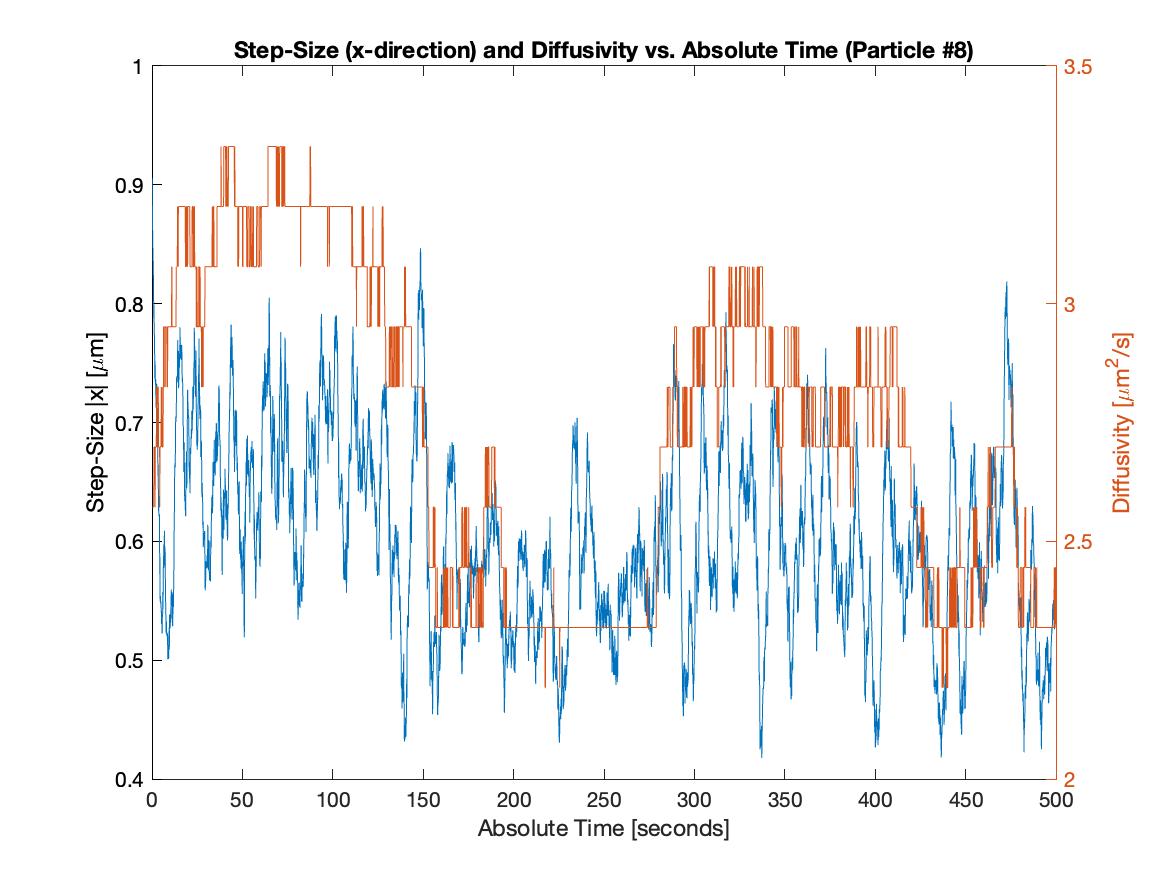 Step-Size (x-direction) and Diffusivity vs. Absolute Time (Particle #8)
1
0.9
0.8
0.7
0.6
0.5
0.4
Step-Size |x| [μm]
3.5
3
2.5
2
Diffusivity [μm²/s]
0 50 100 150 200 250 300 350 400 450 500
Absolute Time [seconds]